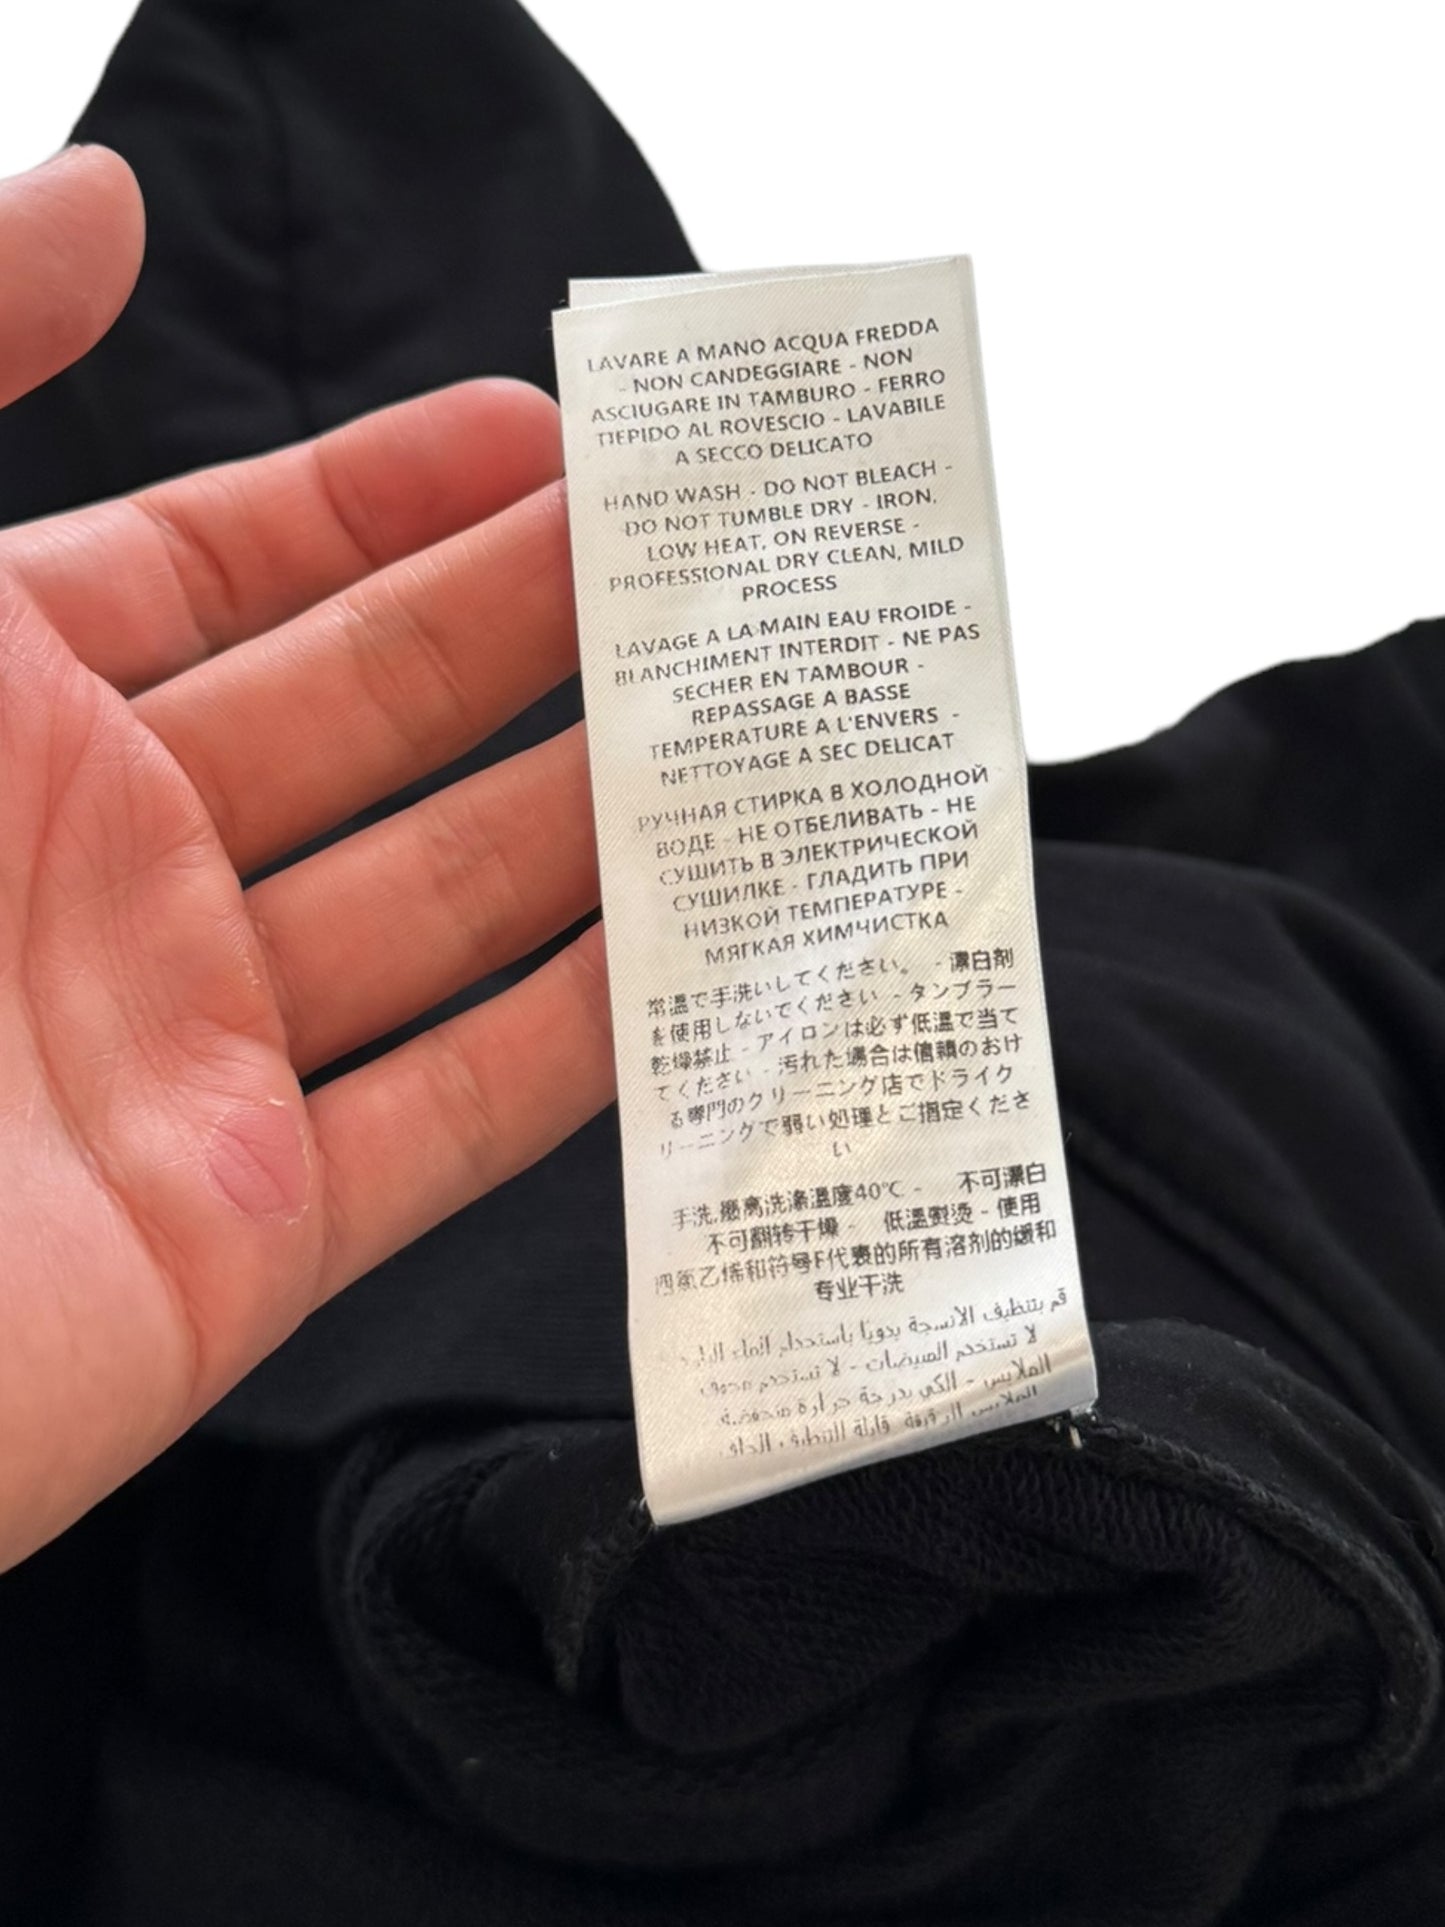 LAVARE A MANO ACQUA FREDDA
- NON CANDEGGIARE - NON
ASCIUGARE IN TAMBURO - FERRO
TIEPIDO AL ROVESCIO - LAVABILE
A SECCO DELICATO
HAND WASH - DO NOT BLEACH -
DO NOT TUMBLE DRY - IRON,
LOW HEAT, ON REVERSE -
PROFESSIONAL DRY CLEAN, MILD
PROCESS
LAVAGE A LA MAIN EAU FROIDE -
BLANCHIMENT INTERDIT - NE PAS
SECHER EN TAMBOUR -
REPASSAGE A BASSE
TEMPERATURE A L'ENVERS -
NETTOYAGE A SEC DELICAT
РУЧНАЯ СТИРКА В ХОЛОДНОЙ
ВОДЕ - НЕ ОТБЕЛИВАТЬ - НЕ
СУШИТЬ В ЭЛЕКТРИЧЕСКОЙ
СУШИЛКЕ - ГЛАДИТЬ ПРИ
НИЗКОЙ ТЕМПЕРАТУРЕ -
МЯГКАЯ ХИМЧИСТКА
常温で手洗いしてください。 - 漂白剤
を使用しないでください - タンブラー
乾燥禁止 - アイロンは必ず低温で当て
てください - 汚れた場合は信頼のおけ
る専門のクリーニング店でドライク
リーニングで弱い処理とご指定くださ
い
手洗,最高洗涤温度40℃ - 不可漂白
不可翻转干燥 - 低温熨烫 - 使用
四氯乙烯和符号F代表的所有溶剂的缓和
专业干洗
قم بتنظيف الأنسجة يدويًا باستخدام الماء
لا تستخدم المبيضات - لا تستخدم مجفف
الملابس - الكي بدرجة حرارة منخفضة
الملابس الرقيقة قابلة للتنظيف الجاف